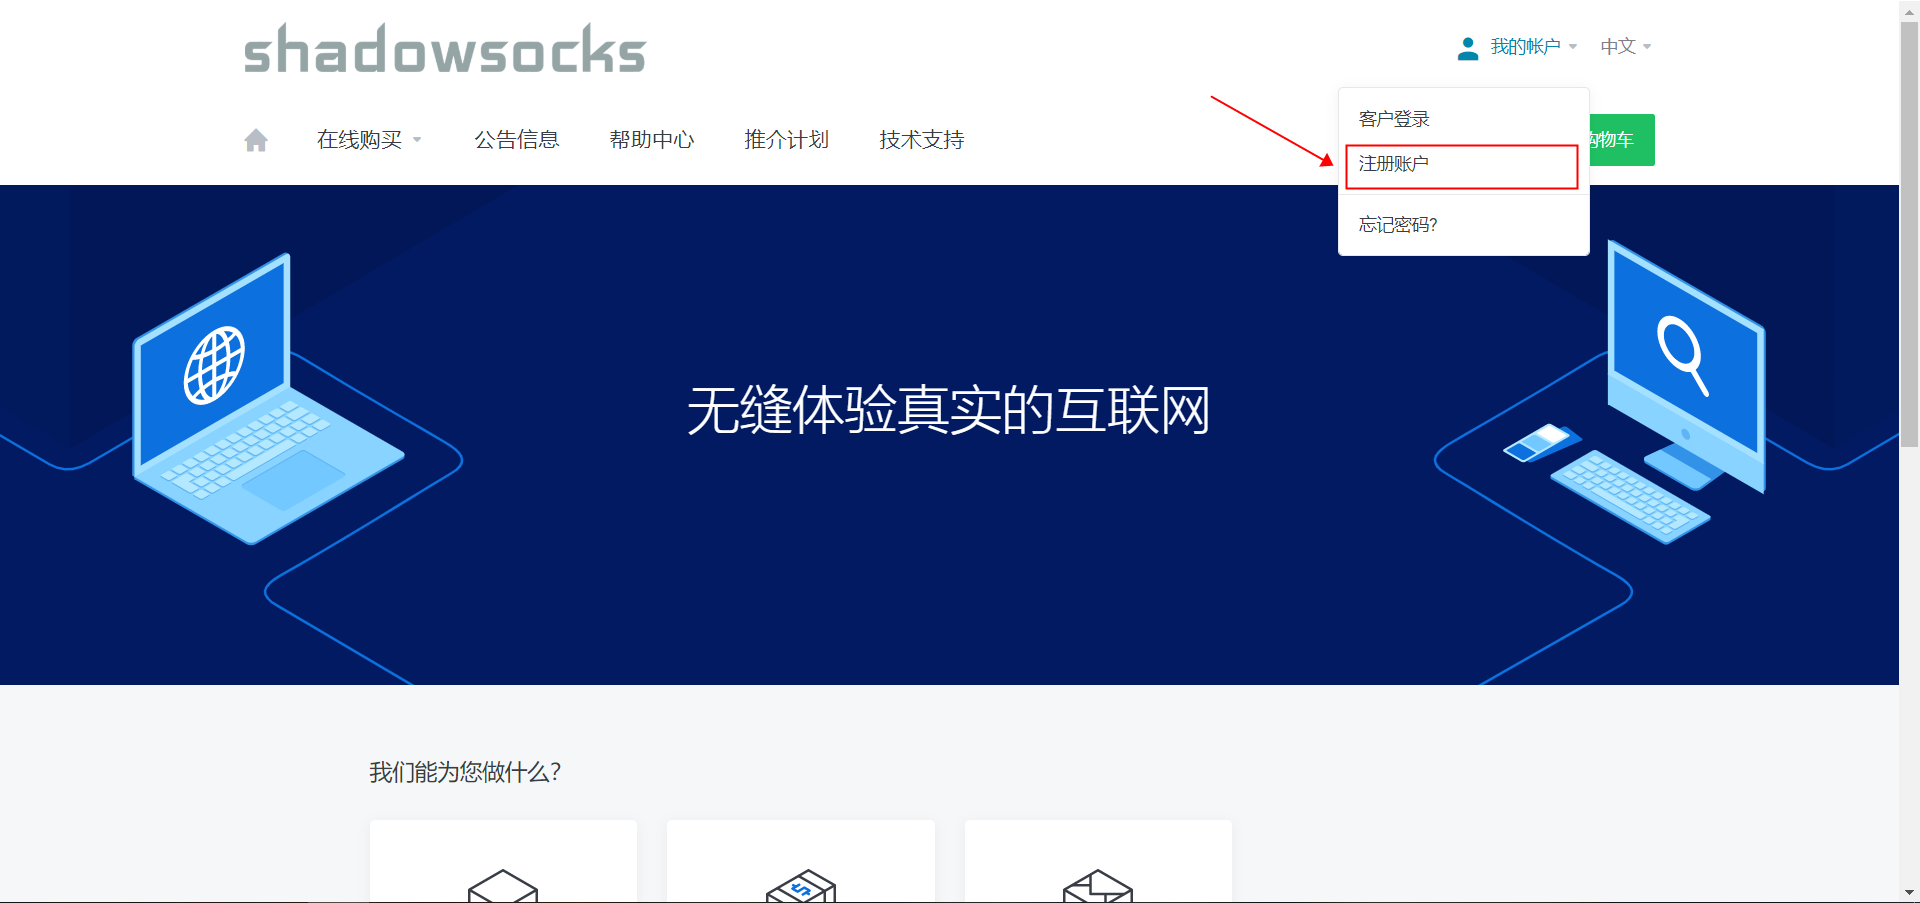 shadowsocks
我的帐户
中文
在线购买
公告信息
帮助中心
推介计划
技术支持
客户登录
注册账户
忘记密码?
物车
无缝体验真实的互联网
我们能为您做什么?